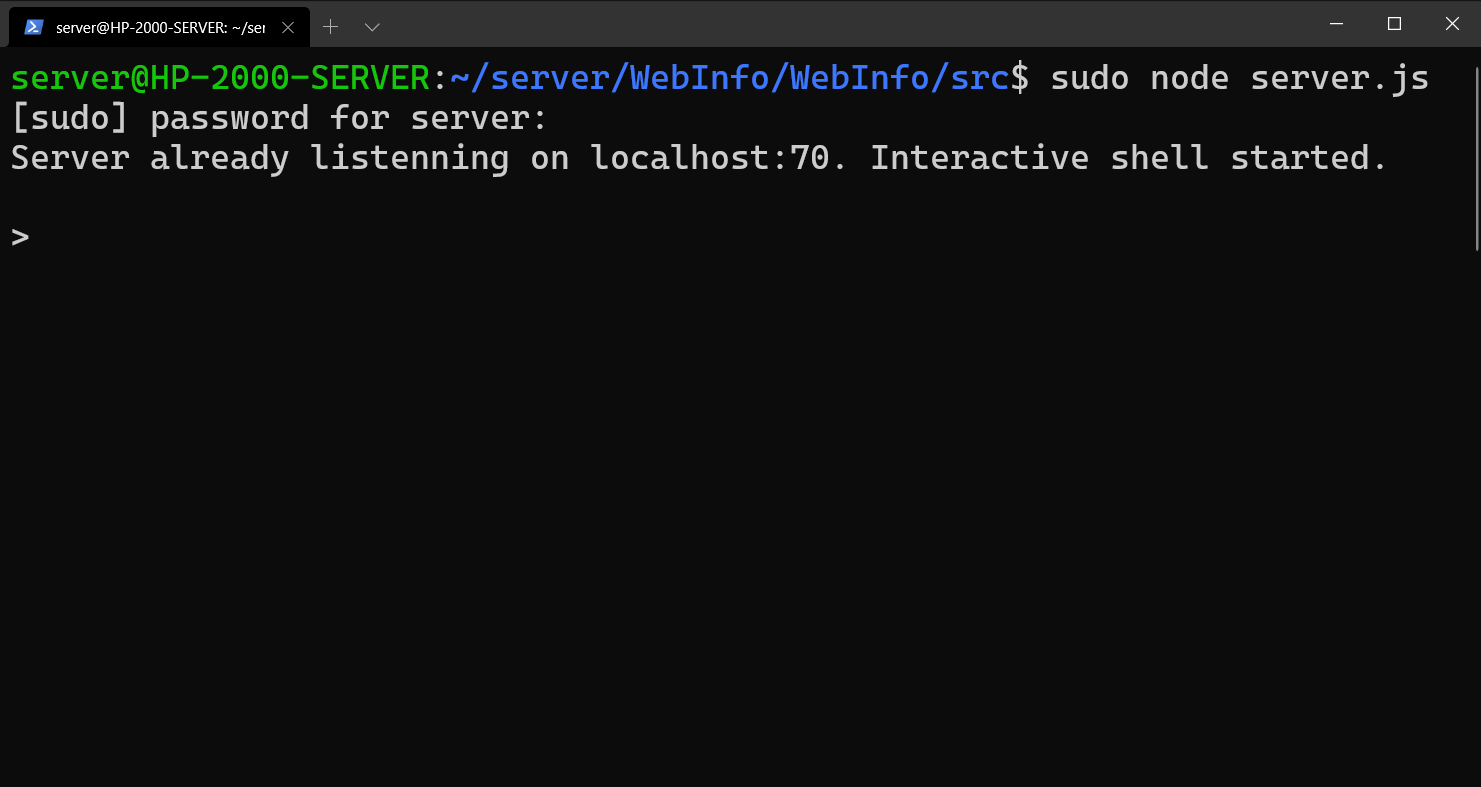 server@HP-2000-SERVER: ~/ser
server@HP-2000-SERVER:~/server/WebInfo/WebInfo/src$ sudo node server.js
[sudo] password for server:
Server already listenning on localhost:70. Interactive shell started.
>